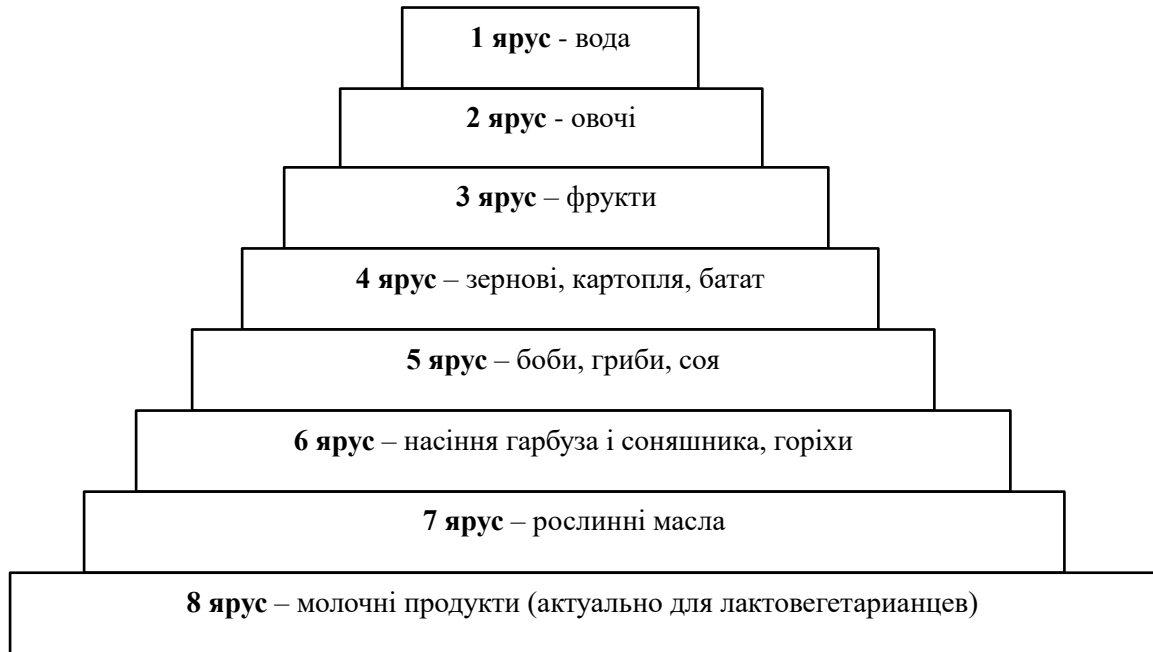 1 ярус - вода
2 ярус - овочі
3 ярус – фрукти
4 ярус – зернові, картопля, батат
5 ярус – боби, гриби, соя
6 ярус – насіння гарбуза і соняшника, горіхи
7 ярус – рослинні масла
8 ярус – молочні продукти (актуально для лактовегетарианцев)